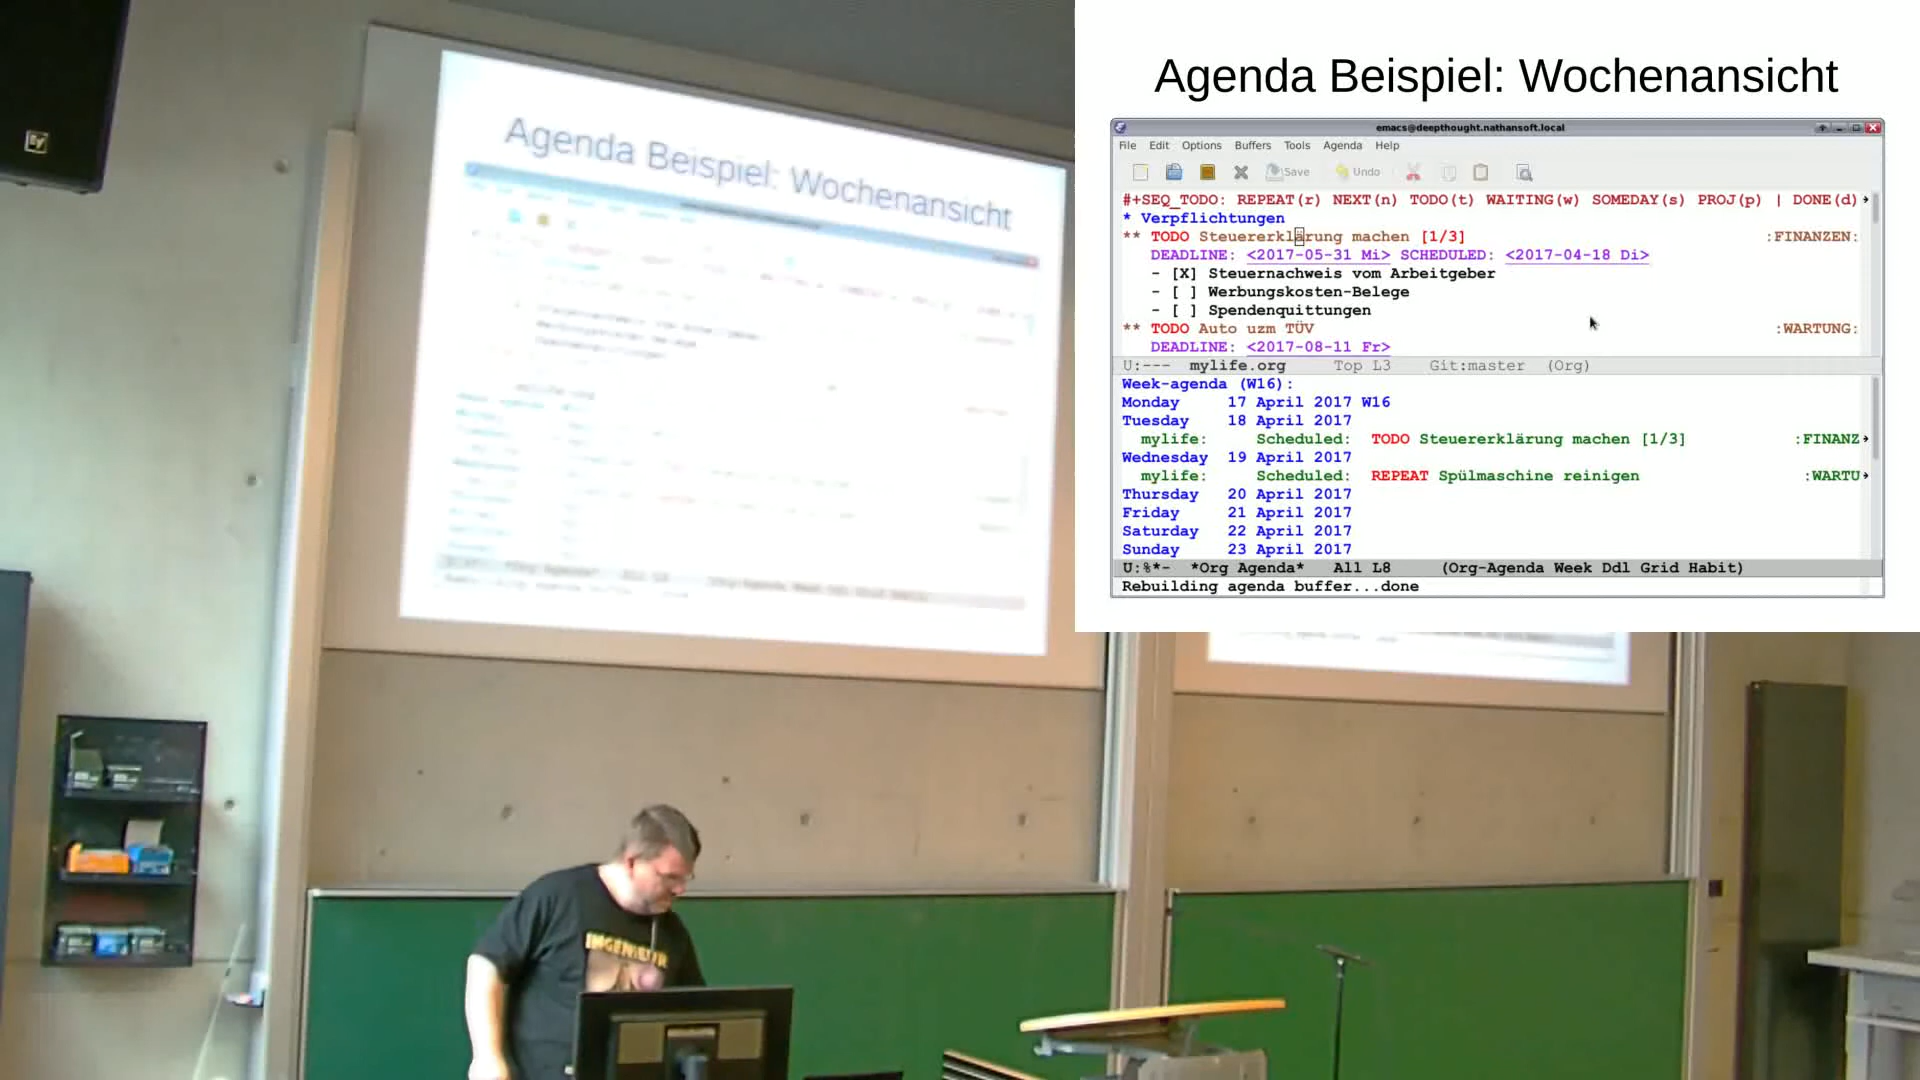 Agenda Beispiel: Wochenansicht
Agenda Beispiel: Wochenansicht
emacs@deepthought.nathansoft.local
File Edit Options Buffers Tools Agenda Help
Save Undo
#+SEQ_TODO: REPEAT(r) NEXT(n) TODO(t) WAITING(w) SOMEDAY(s) PROJ(p) | DONE(d)
* Verpflichtungen
** TODO Steuererklärung machen [1/3] :FINANZEN:
DEADLINE: <2017-05-31 Mi> SCHEDULED: <2017-04-18 Di>
- [X] Steuernachweis vom Arbeitgeber
- [ ] Werbungskosten-Belege
- [ ] Spendenquittungen
** TODO Auto uzm TÜV :WARTUNG:
DEADLINE: <2017-08-11 Fr>
U:--- mylife.org Top L3 Git:master (Org)
Week-agenda (W16):
Monday 17 April 2017 W16
Tuesday 18 April 2017
mylife: Scheduled: TODO Steuererklärung machen [1/3] :FINANZ
Wednesday 19 April 2017
mylife: Scheduled: REPEAT Spülmaschine reinigen :WARTU
Thursday 20 April 2017
Friday 21 April 2017
Saturday 22 April 2017
Sunday 23 April 2017
U:%*- *Org Agenda* All L8 (Org-Agenda Week Ddl Grid Habit)
Rebuilding agenda buffer...done
INGENIEUR